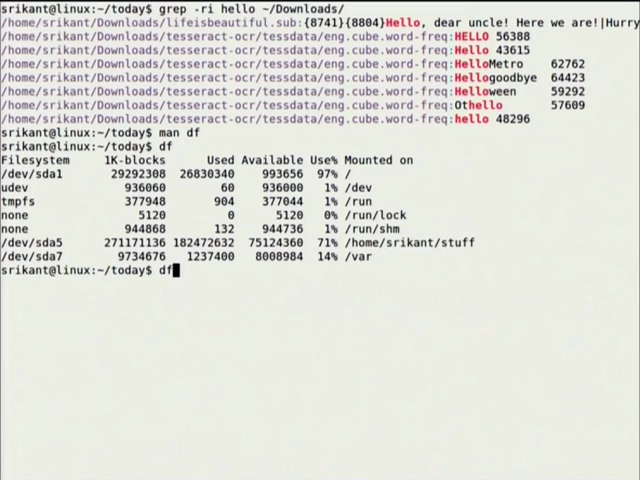 srikant@linux:~/today$ grep -ri hello ~/Downloads/
/home/srikant/Downloads/lifeisbeautiful.sub:{8741}{8804}Hello, dear uncle! Here we are!|Hurry
/home/srikant/Downloads/tesseract-ocr/tessdata/eng.cube.word-freq:HELLO 56388
/home/srikant/Downloads/tesseract-ocr/tessdata/eng.cube.word-freq:Hello 43615
/home/srikant/Downloads/tesseract-ocr/tessdata/eng.cube.word-freq:HelloMetro 62762
/home/srikant/Downloads/tesseract-ocr/tessdata/eng.cube.word-freq:Hellogoodbye 64423
/home/srikant/Downloads/tesseract-ocr/tessdata/eng.cube.word-freq:Helloween 59292
/home/srikant/Downloads/tesseract-ocr/tessdata/eng.cube.word-freq:Othello 57609
/home/srikant/Downloads/tesseract-ocr/tessdata/eng.cube.word-freq:hello 48296
srikant@linux:~/today$ man df
srikant@linux:~/today$ df
Filesystem 1K-blocks Used Available Use% Mounted on
/dev/sda1 29292308 26830340 993656 97% /
udev 936060 60 936000 1% /dev
tmpfs 377948 904 377044 1% /run
none 5120 0 5120 0% /run/lock
none 944868 132 944736 1% /run/shm
/dev/sda5 271171136 182472632 75124360 71% /home/srikant/stuff
/dev/sda7 9734676 1237400 8008984 14% /var
srikant@linux:~/today$ df